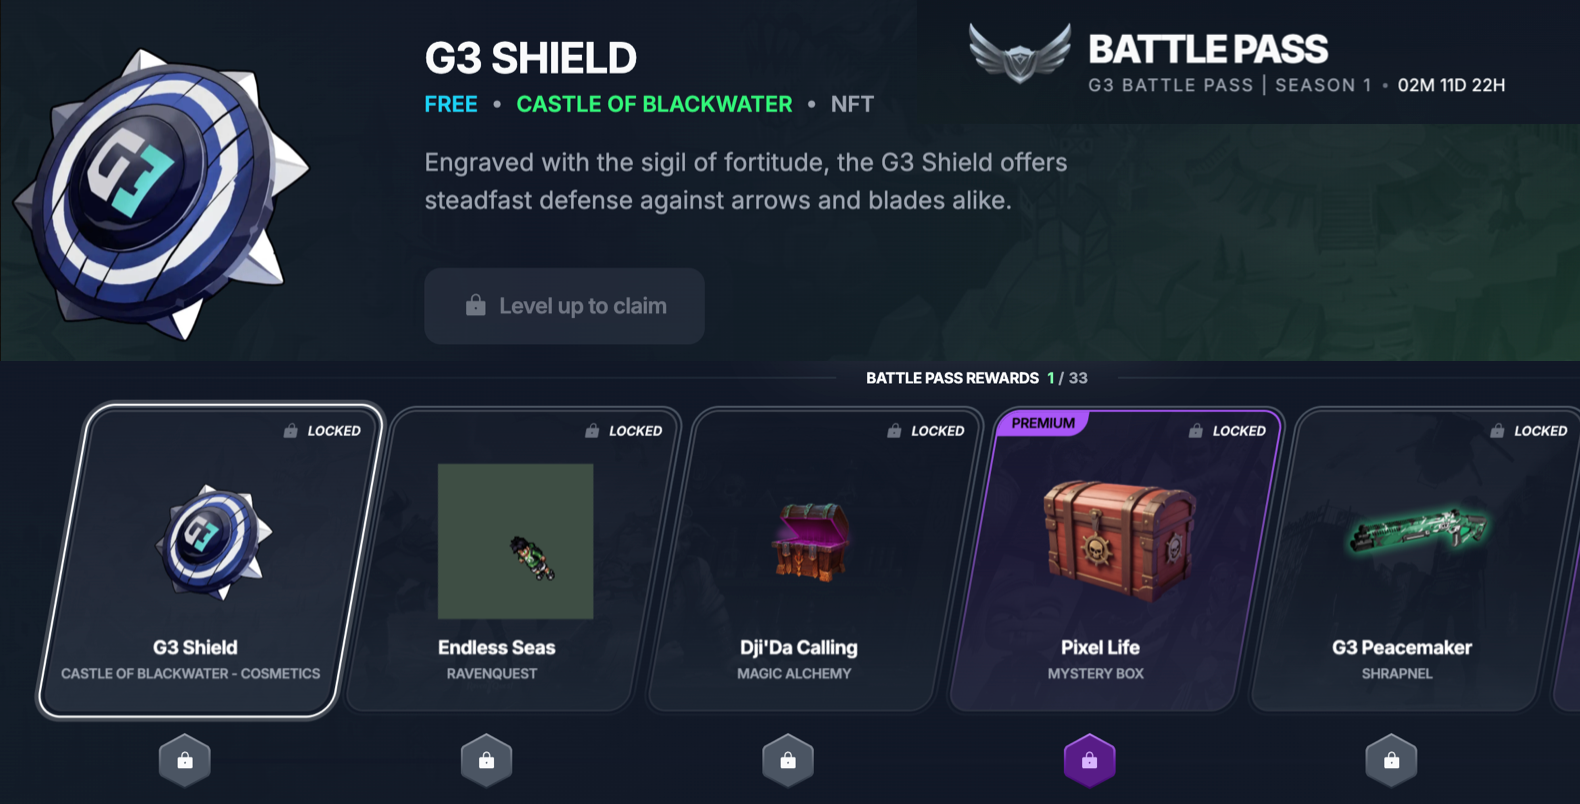 G3 SHIELD
FREE • CASTLE OF BLACKWATER • NFT
Engraved with the sigil of fortitude, the G3 Shield offers
steadfast defense against arrows and blades alike.
Level up to claim
BATTLE PASS
G3 BATTLE PASS | SEASON 1 • 02M 11D 22H
G3
BATTLE PASS REWARDS 1 / 33
LOCKED
G3
G3 Shield
CASTLE OF BLACKWATER - COSMETICS
LOCKED
Endless Seas
RAVENQUEST
LOCKED
Dji'Da Calling
MAGIC ALCHEMY
PREMIUM
LOCKED
Pixel Life
MYSTERY BOX
LOCKED
G3 Peacemaker
SHRAPNEL